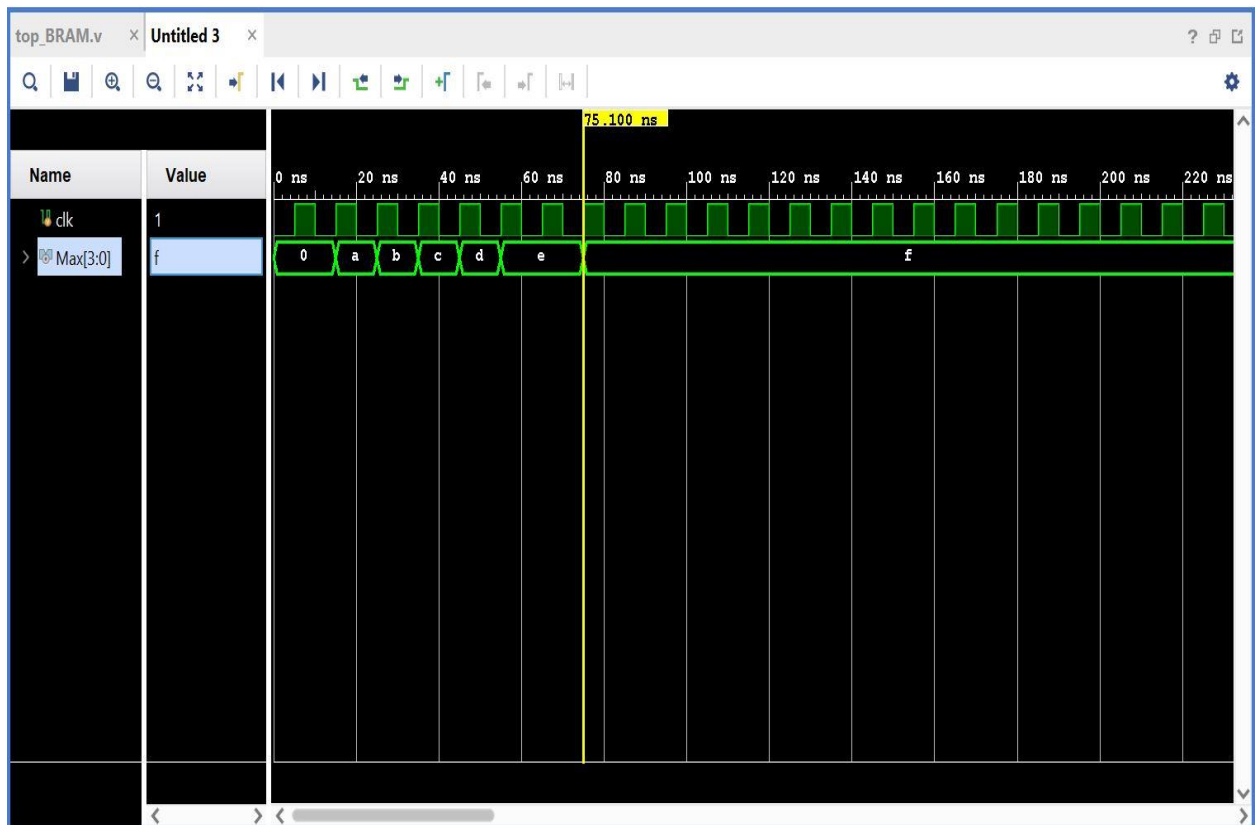 top_BRAM.v × Untitled 3 × ?
75.100 ns
Name Value 0 ns 20 ns 40 ns 60 ns 80 ns 100 ns 120 ns 140 ns 160 ns 180 ns 200 ns 220 ns
clk 1
Max[3:0] f 0 a b c d e f